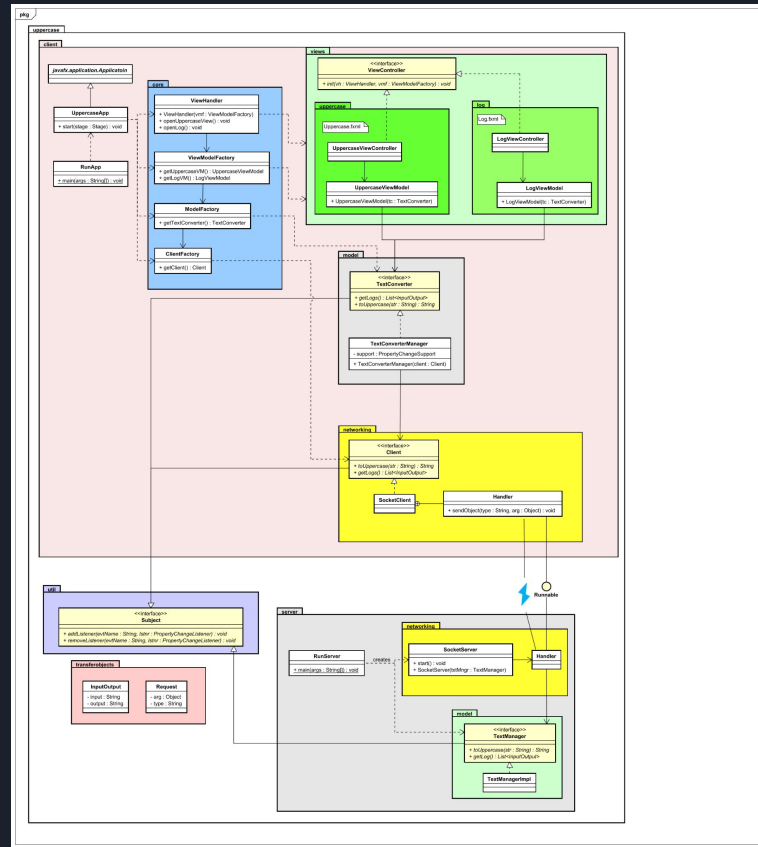 pkg
uppercase
client
javafx.application.Applicatoin
UppercaseApp
+ start(stage : Stage) : void
RunApp
+ main(args : String[]) : void
core
ViewHandler
+ ViewHandler(vmf : ViewModelFactory)
+ openUppercaseView() : void
+ openLog() : void
ViewModelFactory
+ getUppercaseVM() : UppercaseViewModel
+ getLogVM() : LogViewModel
ModelFactory
+ getTextConverter() : TextConverter
ClientFactory
+ getClient() : Client
views
<<interface>>
ViewController
+ init(vh : ViewHandler, vmf : ViewModelFactory) : void
uppercase
Uppercase.fxml
UppercaseViewController
UppercaseViewModel
+ UppercaseViewModel(tc : TextConverter)
log
Log.fxml
LogViewController
LogViewModel
+ LogViewModel(tc : TextConverter)
model
<<interface>>
TextConverter
+ getLogs() : List<InputOutput>
+ toUppercase(str : String) : String
TextConverterManager
- support : PropertyChangeSupport
+ TextConverterManager(client : Client)
networking
<<interface>>
Client
+ toUppercase(str : String) : String
+ getLogs() : List<InputOutput>
SocketClient
Handler
+ sendObject(type : String, arg : Object) : void
Runnable
util
<<interface>>
Subject
+ addListener(evtName : String, lstnr : PropertyChangeListener) : void
+ removeListener(evtName : String, lstnr : PropertyChangeListener) : void
transferobjects
InputOutput
- input : String
- output : String
Request
- arg : Object
- type : String
server
RunServer
+ main(args : String[]) : void
creates
networking
SocketServer
+ start() : void
+ SocketServer(txtMngr : TextManager)
Handler
model
<<interface>>
TextManager
+ toUppercase(str : String) : String
+ getLog() : List<InputOutput>
TextManagerImpl